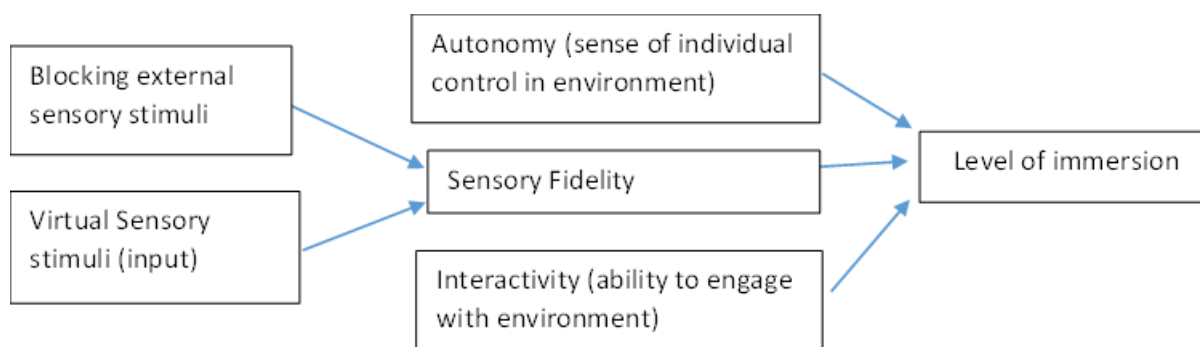 Blocking external
sensory stimuli
Virtual Sensory
stimuli (input)
Autonomy (sense of individual
control in environment)
Sensory Fidelity
Interactivity (ability to engage
with environment)
Level of immersion